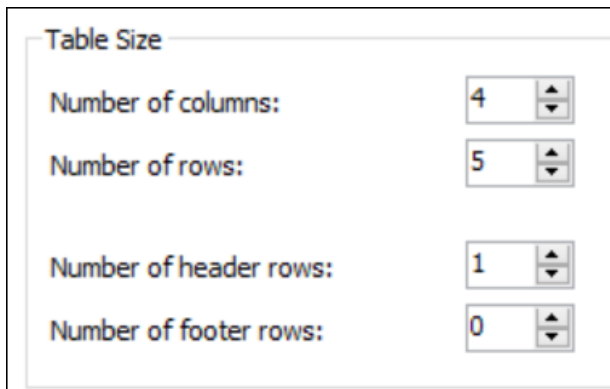 Table Size
Number of columns: 4
Number of rows: 5
Number of header rows: 1
Number of footer rows: 0